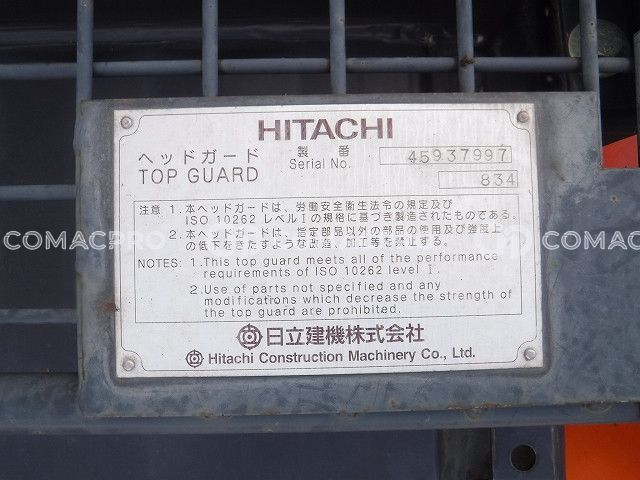 HITACHI
ヘッドガード 製番 45937997
TOP GUARD Serial No. 834
注意 1.本ヘッドガードは、労働安全衛生法令の規定及び
ISO 10262 レベルⅠの規格に基づき製造されたものである。
2.本ヘッドガードは、指定部品以外の部品の使用及び強度上
の低下をきたすような改造、加工等を禁止する。
NOTES: 1.This top guard meets all of the performance
requirements of ISO 10262 level Ⅰ.
2.Use of parts not specified and any
modifications which decrease the strength of
the top guard are prohibited.
日立建機株式会社
Hitachi Construction Machinery Co., Ltd.
COMACPRO
COMACPRO